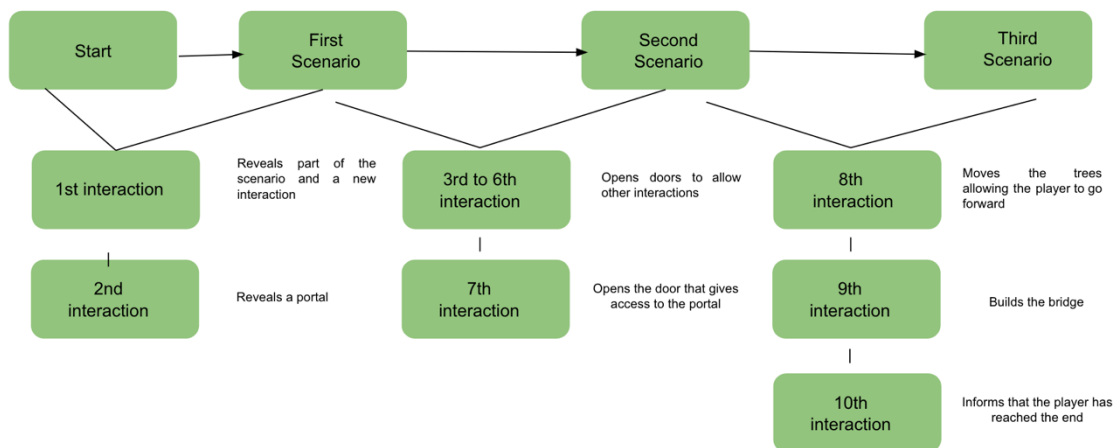 Start
First
Scenario
Second
Scenario
Third
Scenario
1st interaction
Reveals part of the
scenario and a new
interaction
3rd to 6th
interaction
Opens doors to allow
other interactions
8th
interaction
Moves the trees
allowing the player to go
forward
2nd
interaction
Reveals a portal
7th
interaction
Opens the door that gives
access to the portal
9th
interaction
Builds the bridge
10th
interaction
Informs that the player has
reached the end